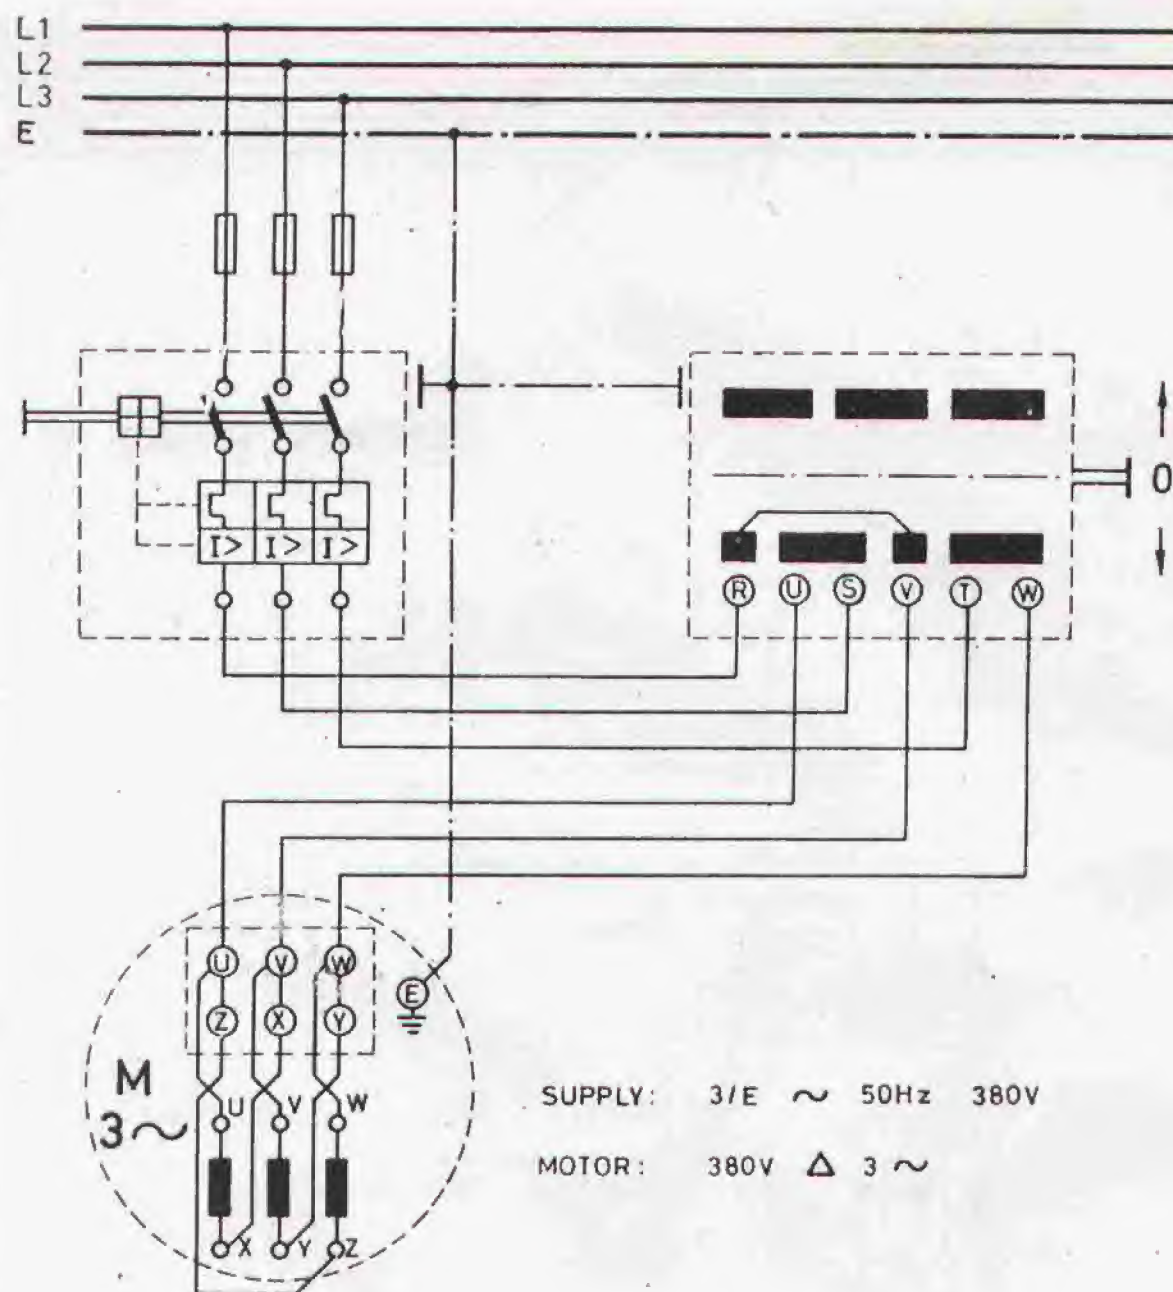 L1
L2
L3
E
0
I> I> I>
R U S V T W
U V W
E
Z X Y
M
3~
U V W
X Y Z
SUPPLY: 3/E ~ 50Hz 380V
MOTOR: 380V Δ 3 ~